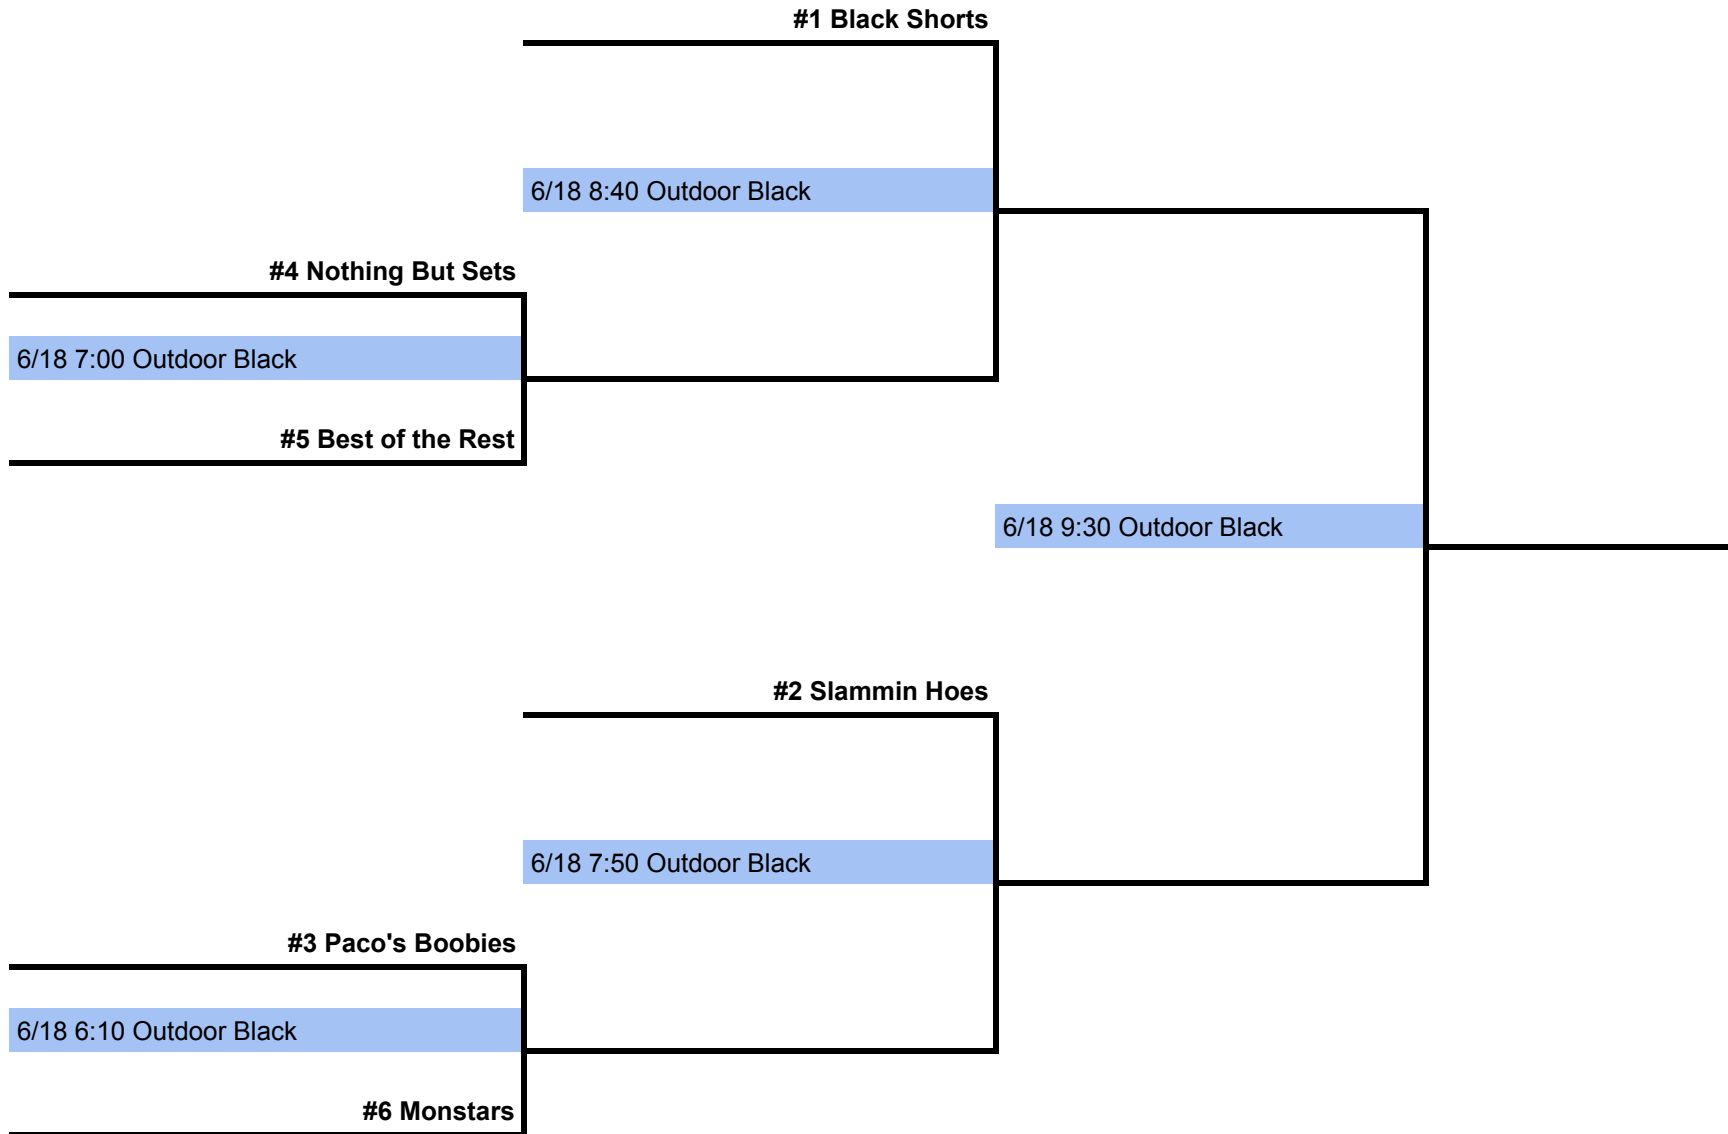 #1 Black Shorts
6/18 8:40 Outdoor Black
#4 Nothing But Sets
6/18 7:00 Outdoor Black
#5 Best of the Rest
6/18 9:30 Outdoor Black
#2 Slammin Hoes
6/18 7:50 Outdoor Black
#3 Paco's Boobies
6/18 6:10 Outdoor Black
#6 Monstars